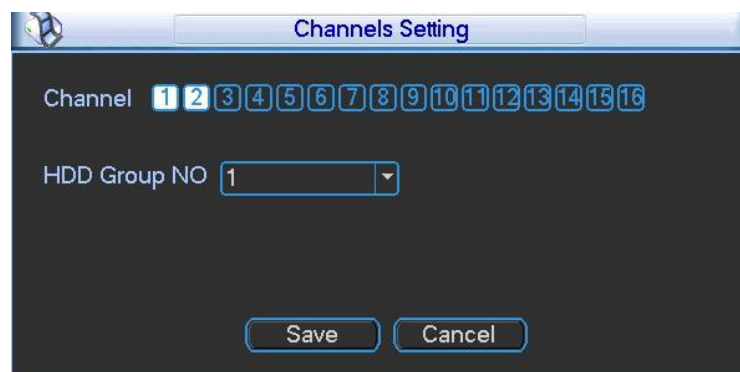 Channels Setting
Channel 1 2 3 4 5 6 7 8 9 10 11 12 13 14 15 16
HDD Group NO 1
Save Cancel